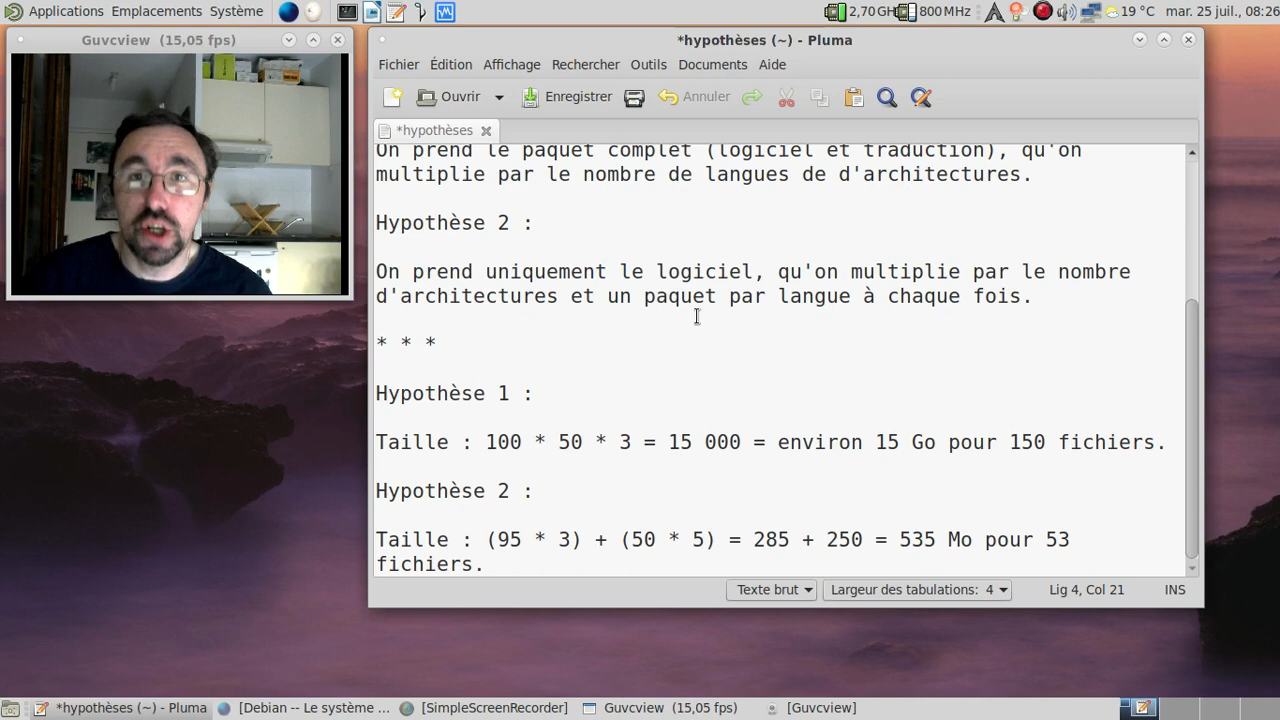 Applications Emplacements Système
2,70GH 800 MHz 19 °C mar. 25 juil., 08:26
Guvcview (15,05 fps)
*hypothèses (~) - Pluma
Fichier Édition Affichage Rechercher Outils Documents Aide
Ouvrir Enregistrer Annuler
*hypothèses
On prend le paquet complet (logiciel et traduction), qu'on
multiplie par le nombre de langues de d'architectures.
Hypothèse 2 :
On prend uniquement le logiciel, qu'on multiplie par le nombre
d'architectures et un paquet par langue à chaque fois.
* * *
Hypothèse 1 :
Taille : 100 * 50 * 3 = 15 000 = environ 15 Go pour 150 fichiers.
Hypothèse 2 :
Taille : (95 * 3) + (50 * 5) = 285 + 250 = 535 Mo pour 53
fichiers.
Texte brut Largeur des tabulations: 4 Lig 4, Col 21 INS
*hypothèses (~) - Pluma [Debian -- Le système ... [SimpleScreenRecorder] Guvcview (15,05 fps) [Guvcview]